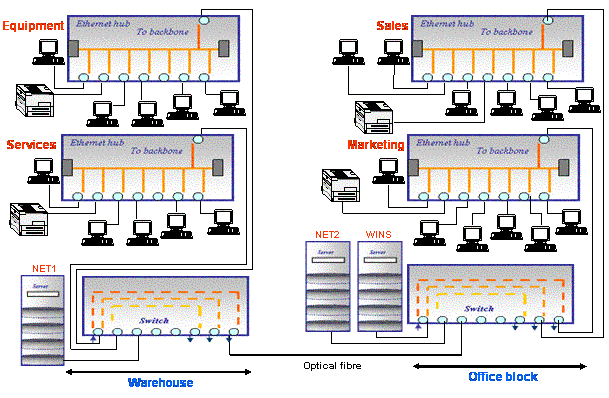 Equipment
Ethernet hub
To backbone
Sales
Ethernet hub
To backbone
Services
Ethernet hub
To backbone
Marketing
Ethernet hub
To backbone
NET1
Server
Switch
NET2
Server
WINS
Server
Switch
Optical fibre
Warehouse
Office block